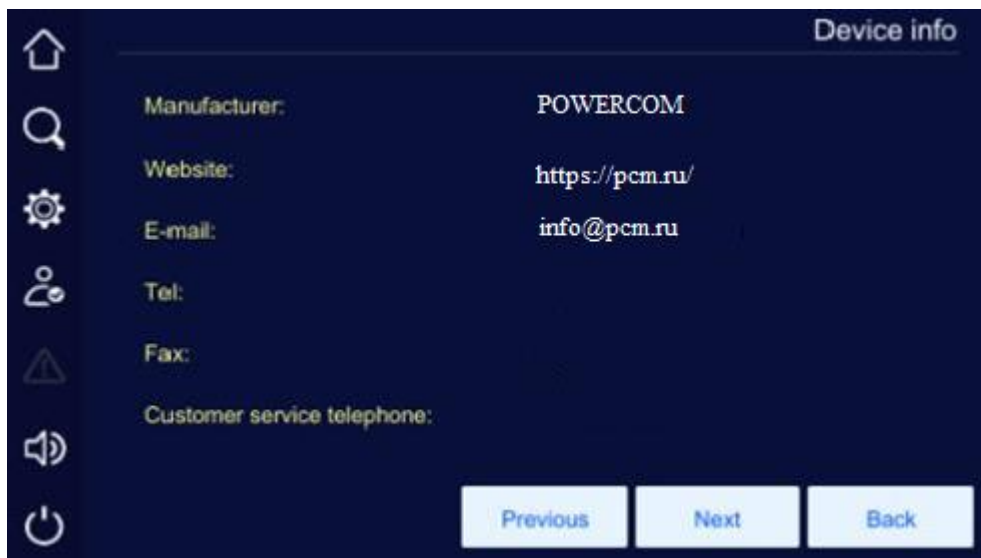 Device info
Manufacturer: POWERCOM
Website: https://pcm.ru/
E-mail: info@pcm.ru
Tel:
Fax:
Customer service telephone:
Previous Next Back